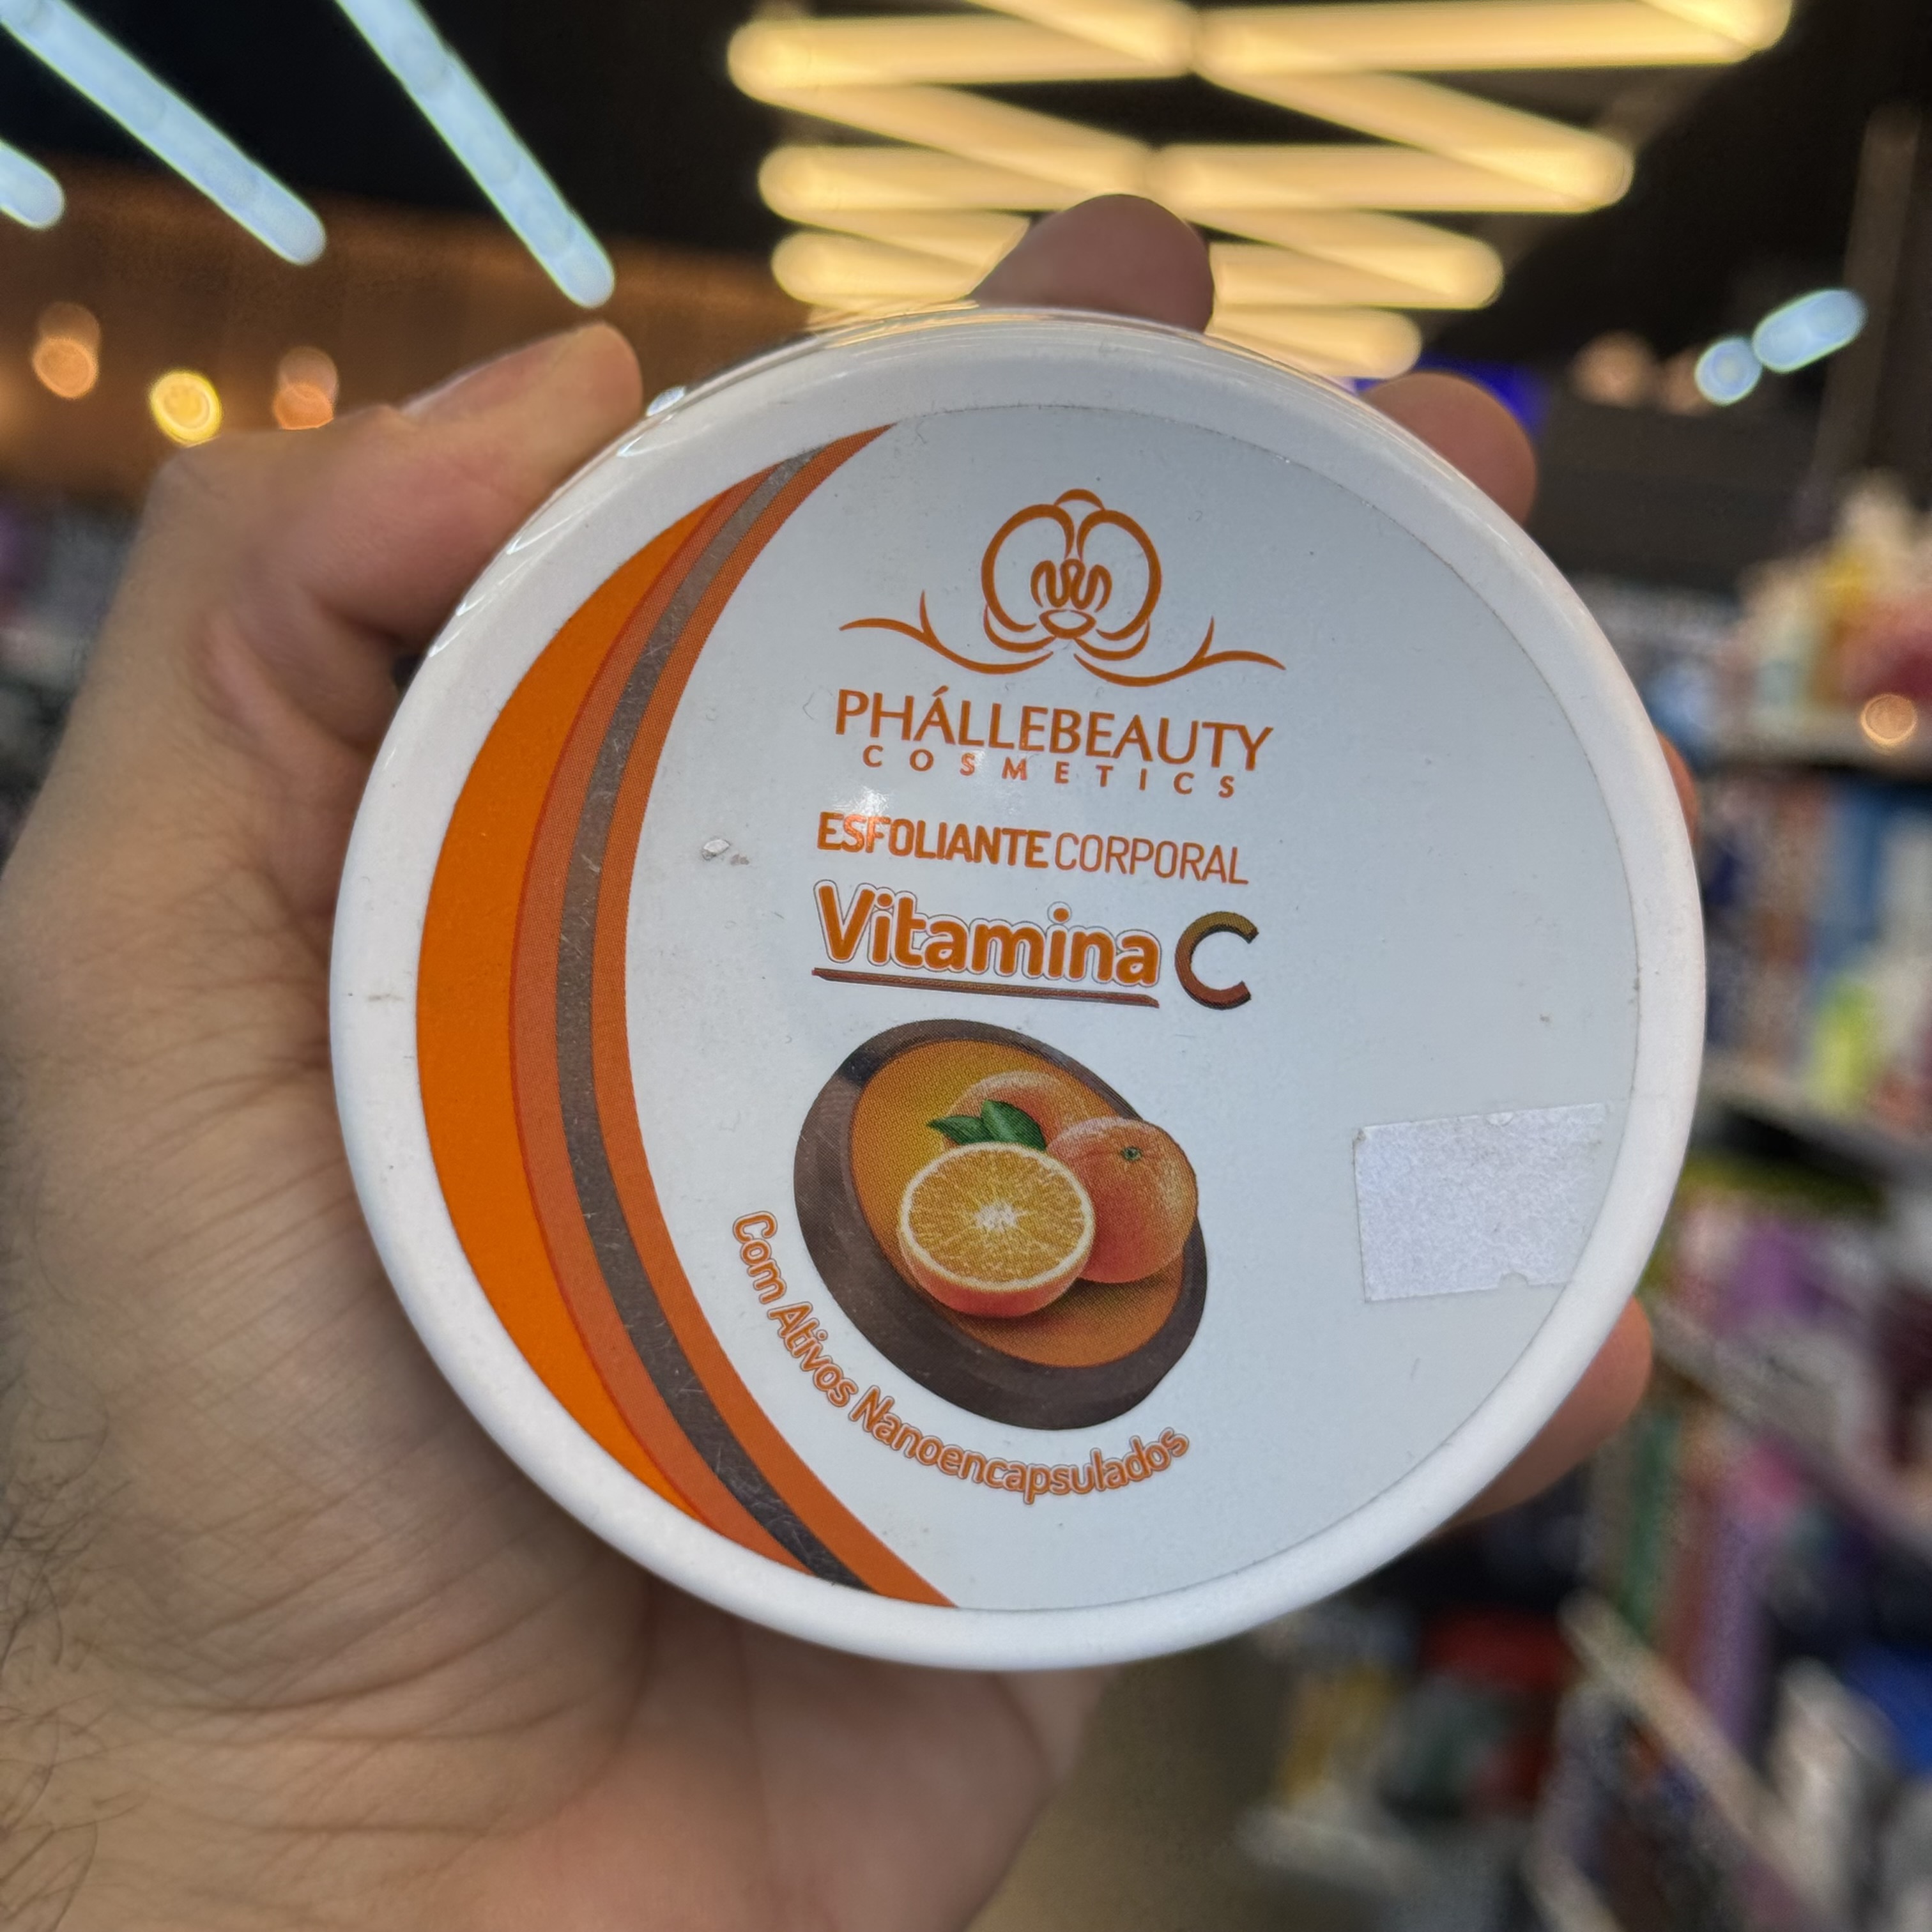 PHÁLLEBEAUTY
COSMETICS
ESFOLIANTE CORPORAL
Vitamina C
Com Ativos Nanoencapsulados